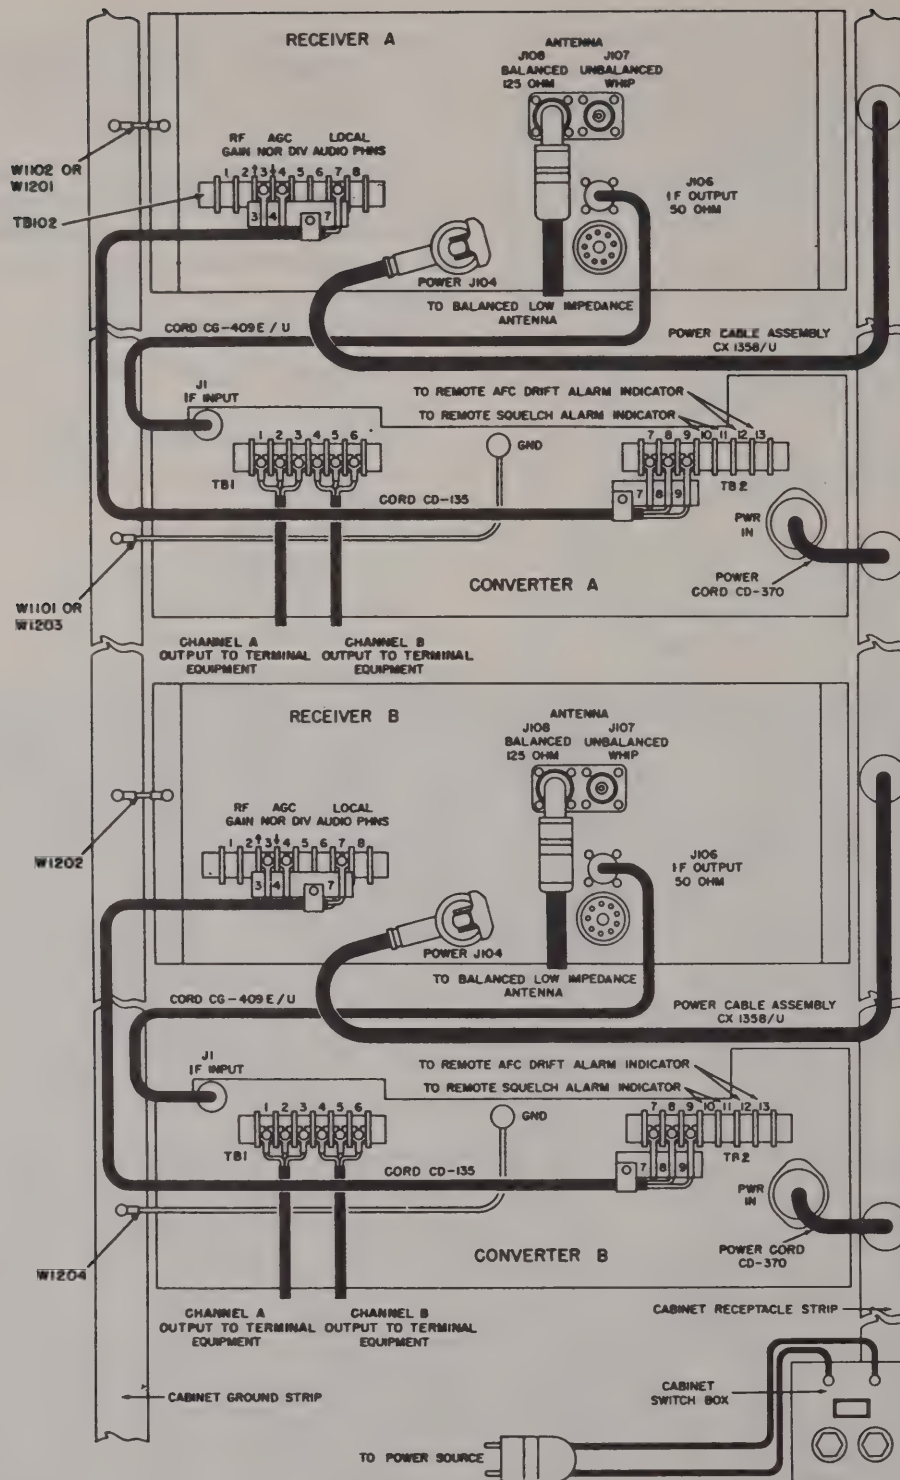 RECEIVER A
ANTENNA
J108 J107
BALANCED UNBALANCED
125 OHM WHIP
RF AGC LOCAL
GAIN NOR DIV AUDIO PHNS
1 2 3 4 5 6 7 8
3 4 7
W1102 OR
W1201
TB102
J106
IF OUTPUT
50 OHM
POWER J104
TO BALANCED LOW IMPEDANCE
ANTENNA
CORD CG-409E/U
POWER CABLE ASSEMBLY
CX 1358/U
J1
IF INPUT
TO REMOTE AFC DRIFT ALARM INDICATOR
TO REMOTE SQUELCH ALARM INDICATOR
1 2 3 4 5 6
GND
7 8 9 10 11 12 13
TB1
TB2
CORD CD-135
7 8 9
PWR
IN
POWER
CORD CD-370
CONVERTER A
W1101 OR
W1203
CHANNEL A
OUTPUT TO TERMINAL
EQUIPMENT
CHANNEL B
OUTPUT TO TERMINAL
EQUIPMENT
RECEIVER B
ANTENNA
J108 J107
BALANCED UNBALANCED
125 OHM WHIP
RF AGC LOCAL
GAIN NOR DIV AUDIO PHNS
1 2 3 4 5 6 7 8
3 4 7
W1202
J106
IF OUTPUT
50 OHM
POWER J104
TO BALANCED LOW IMPEDANCE
ANTENNA
CORD CG-409E/U
POWER CABLE ASSEMBLY
CX 1358/U
J1
IF INPUT
TO REMOTE AFC DRIFT ALARM INDICATOR
TO REMOTE SQUELCH ALARM INDICATOR
1 2 3 4 5 6
GND
7 8 9 10 11 12 13
TB1
TB2
CORD CD-135
7 8 9
PWR
IN
POWER CORD
CD-370
CONVERTER B
W1204
CHANNEL A
OUTPUT TO TERMINAL
EQUIPMENT
CHANNEL B
OUTPUT TO TERMINAL
EQUIPMENT
CABINET RECEPTACLE STRIP
CABINET GROUND STRIP
CABINET
SWITCH BOX
TO POWER SOURCE